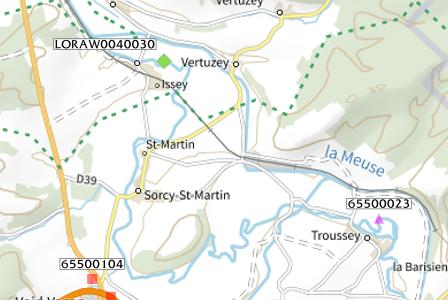 Vertuzey
LORAW0040030
Vertuzey
Issey
St-Martin
la Meuse
D39
Sorcy-St-Martin
65500023
Troussey
65500104
la Barisien